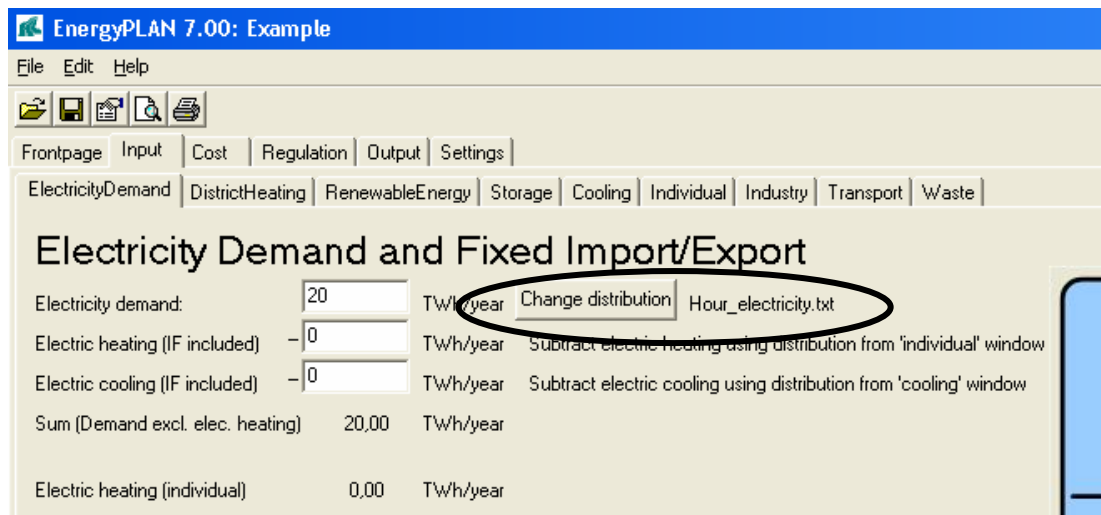 EnergyPLAN 7.00: Example
File Edit Help
Frontpage Input Cost Regulation Output Settings
ElectricityDemand DistrictHeating RenewableEnergy Storage Cooling Individual Industry Transport Waste
Electricity Demand and Fixed Import/Export
Electricity demand: 20 TWh/year Change distribution Hour_electricity.txt
Electric heating (IF included) − 0 TWh/year Subtract electric heating using distribution from 'individual' window
Electric cooling (IF included) − 0 TWh/year Subtract electric cooling using distribution from 'cooling' window
Sum (Demand excl. elec. heating) 20,00 TWh/year
Electric heating (individual) 0,00 TWh/year